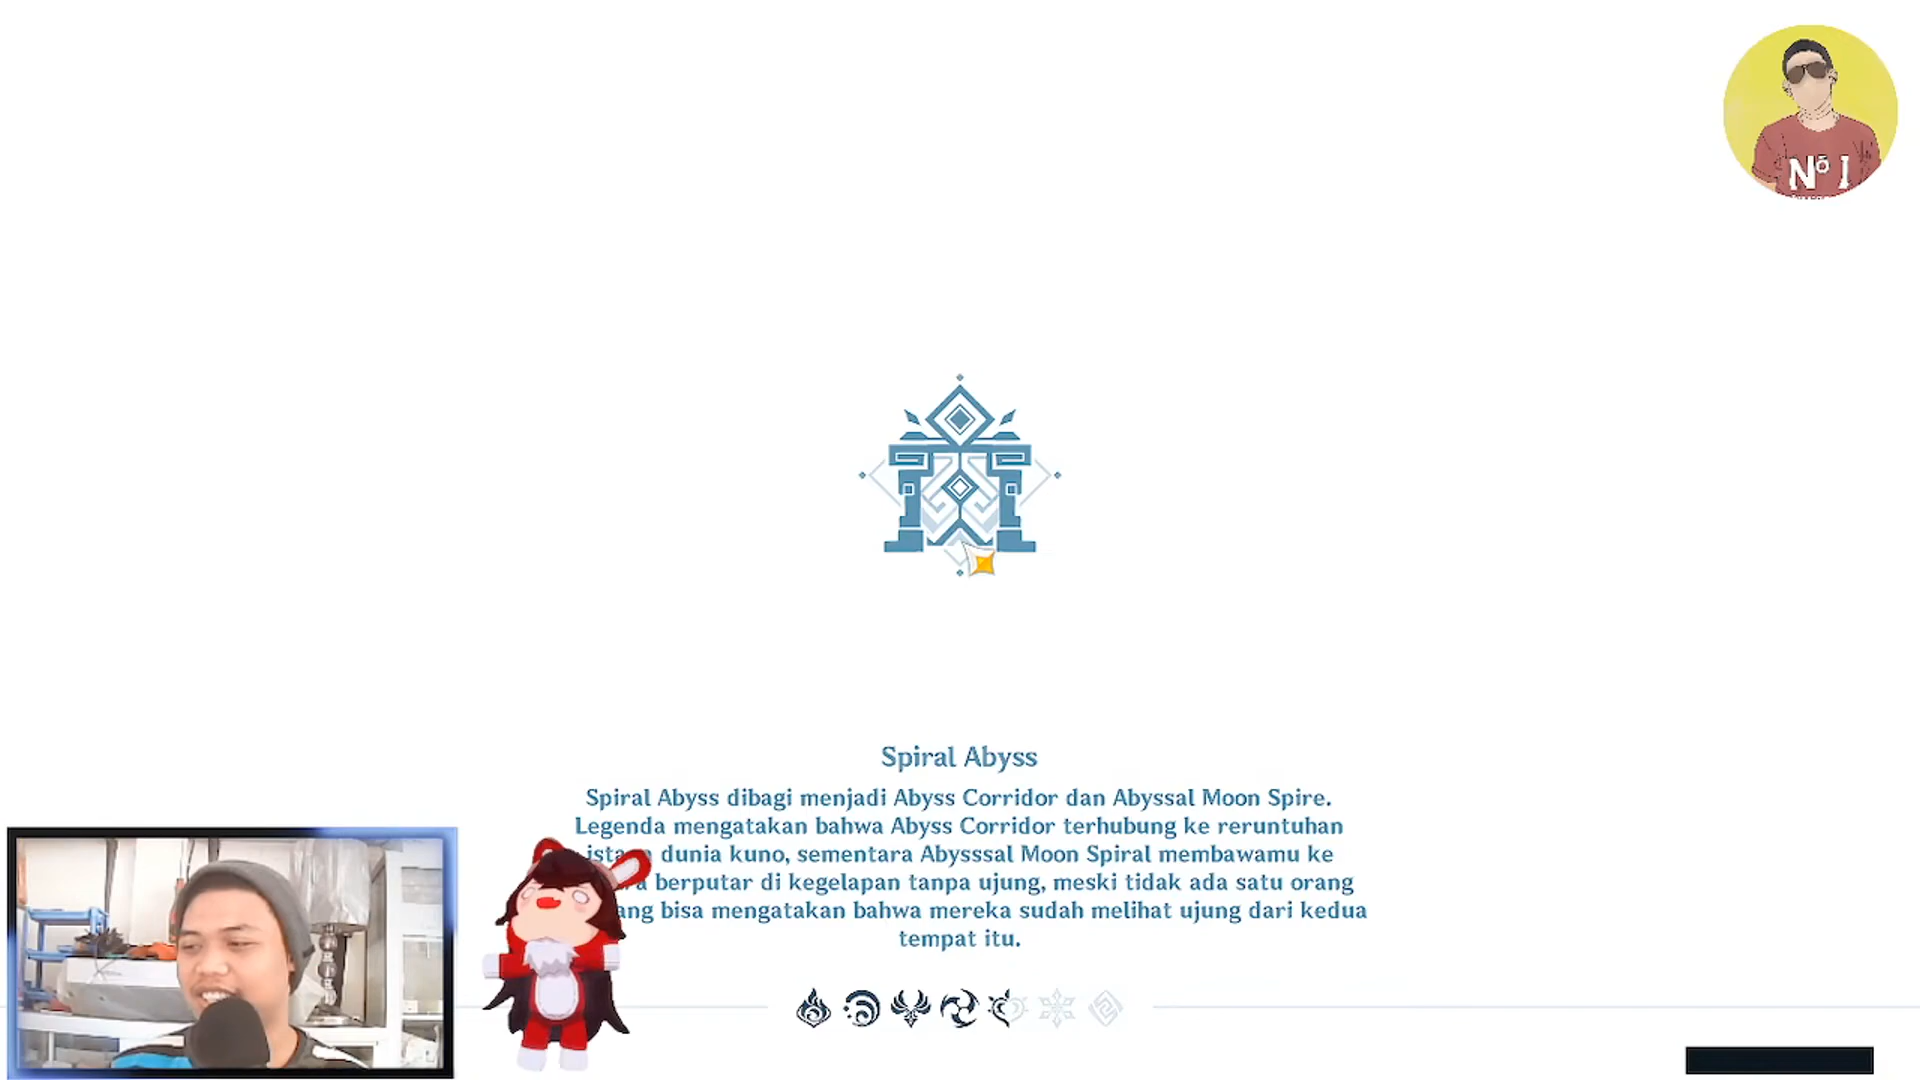 Nº 1
Spiral Abyss
Spiral Abyss dibagi menjadi Abyss Corridor dan Abyssal Moon Spire.
Legenda mengatakan bahwa Abyss Corridor terhubung ke reruntuhan
dunia kuno, sementara Abysssal Moon Spiral membawamu ke
berputar di kegelapan tanpa ujung, meski tidak ada satu orang
bisa mengatakan bahwa mereka sudah melihat ujung dari kedua
tempat itu.